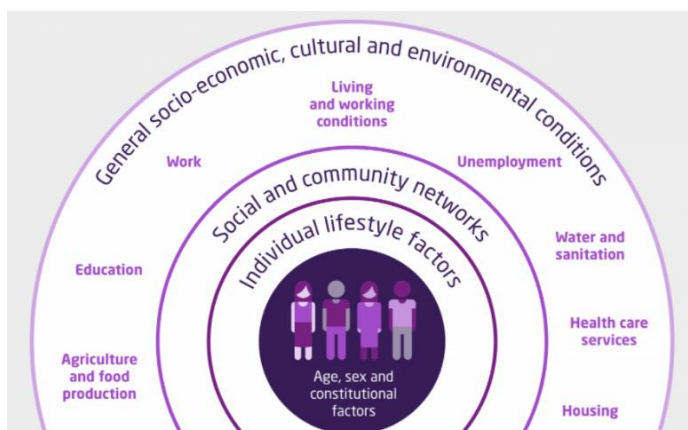 General socio-economic, cultural and environmental conditions
Living
and working
conditions
Work
Unemployment
Social and community networks
Individual lifestyle factors
Education
Water and
sanitation
Agriculture
and food
production
Health care
services
Housing
Age, sex and
constitutional
factors